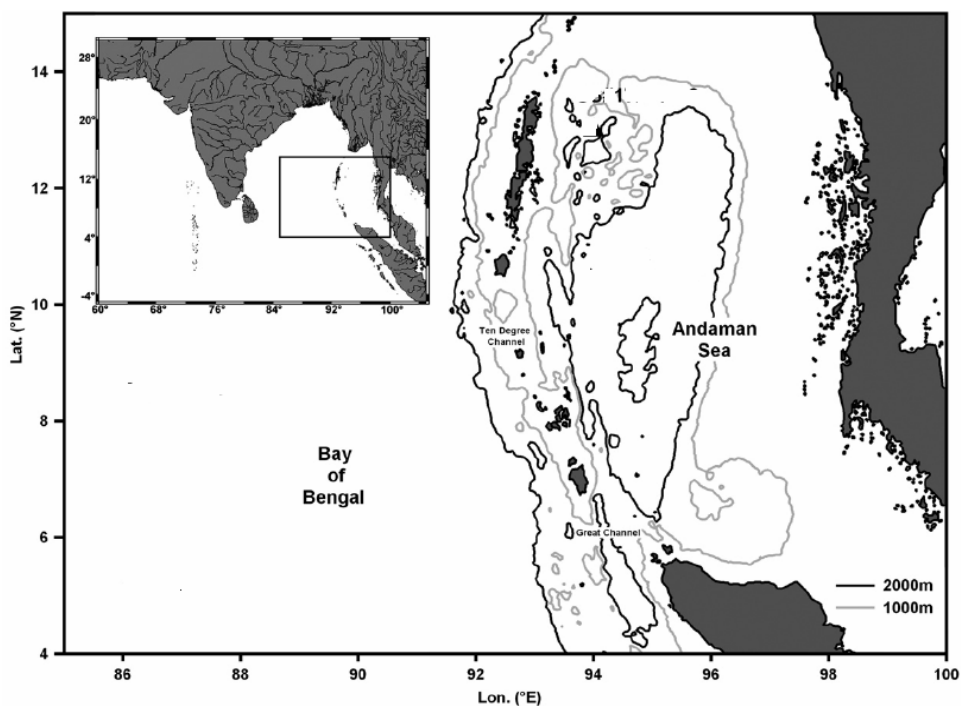 14
12
10
8
6
4
Lat. (°N)
28°
20°
12°
4°
-4°
60°
68°
76°
84°
92°
100°
Ten Degree
Channel
Andaman
Sea
Bay
of
Bengal
Great Channel
2000m
1000m
86
88
90
92
94
96
98
100
Lon. (°E)